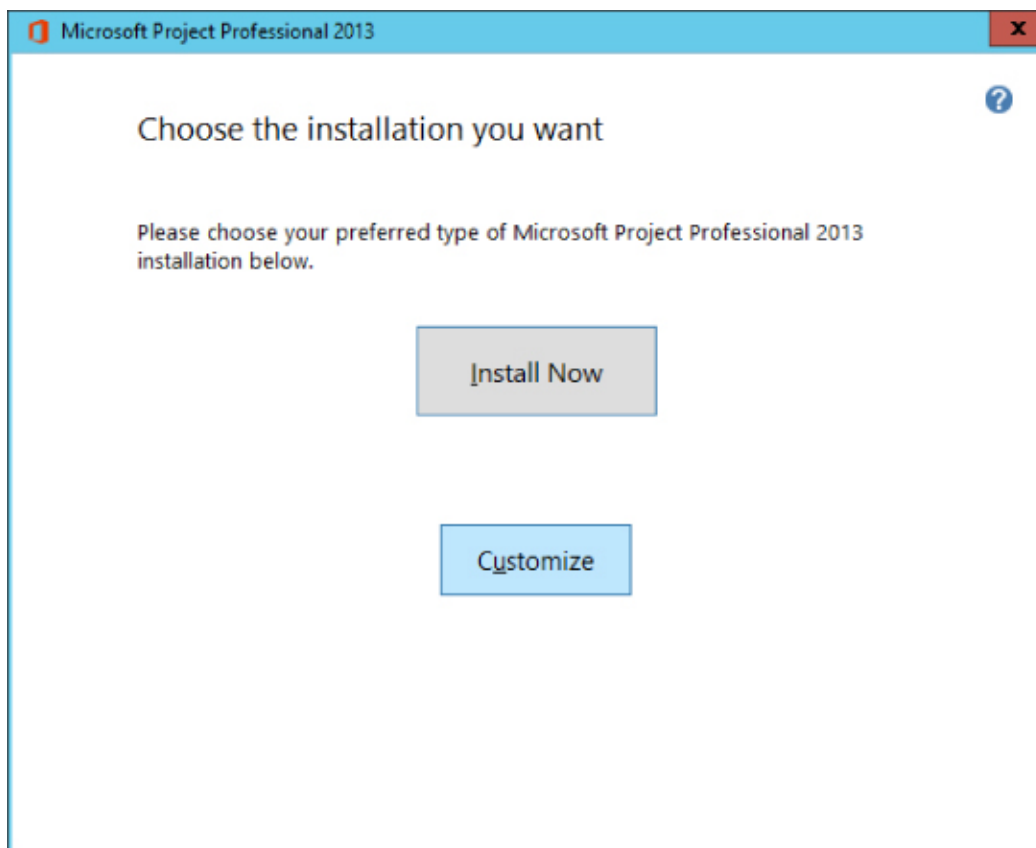 Microsoft Project Professional 2013
x
?
Choose the installation you want
Please choose your preferred type of Microsoft Project Professional 2013
installation below.
Install Now
Customize